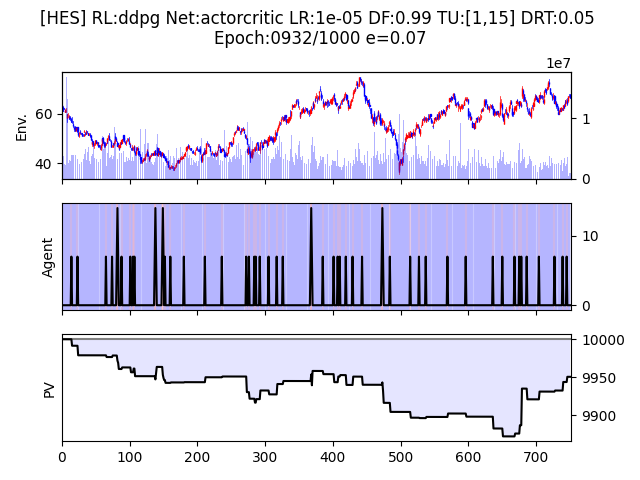 [HES] RL:ddpg Net:actorcritic LR:1e-05 DF:0.99 TU:[1,15] DRT:0.05
Epoch:0932/1000 e=0.07
1e7
Env.
60
40
1
0
Agent
10
0
PV
10000
9950
9900
0 100 200 300 400 500 600 700